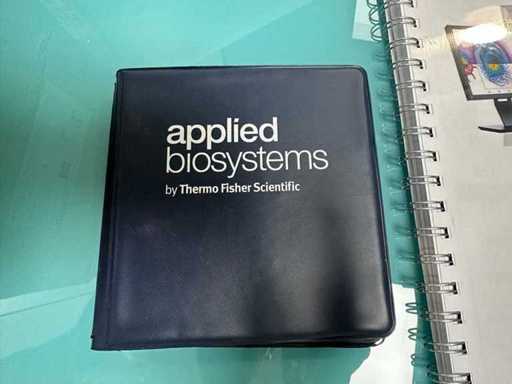 applied
biosystems
by Thermo Fisher Scientific